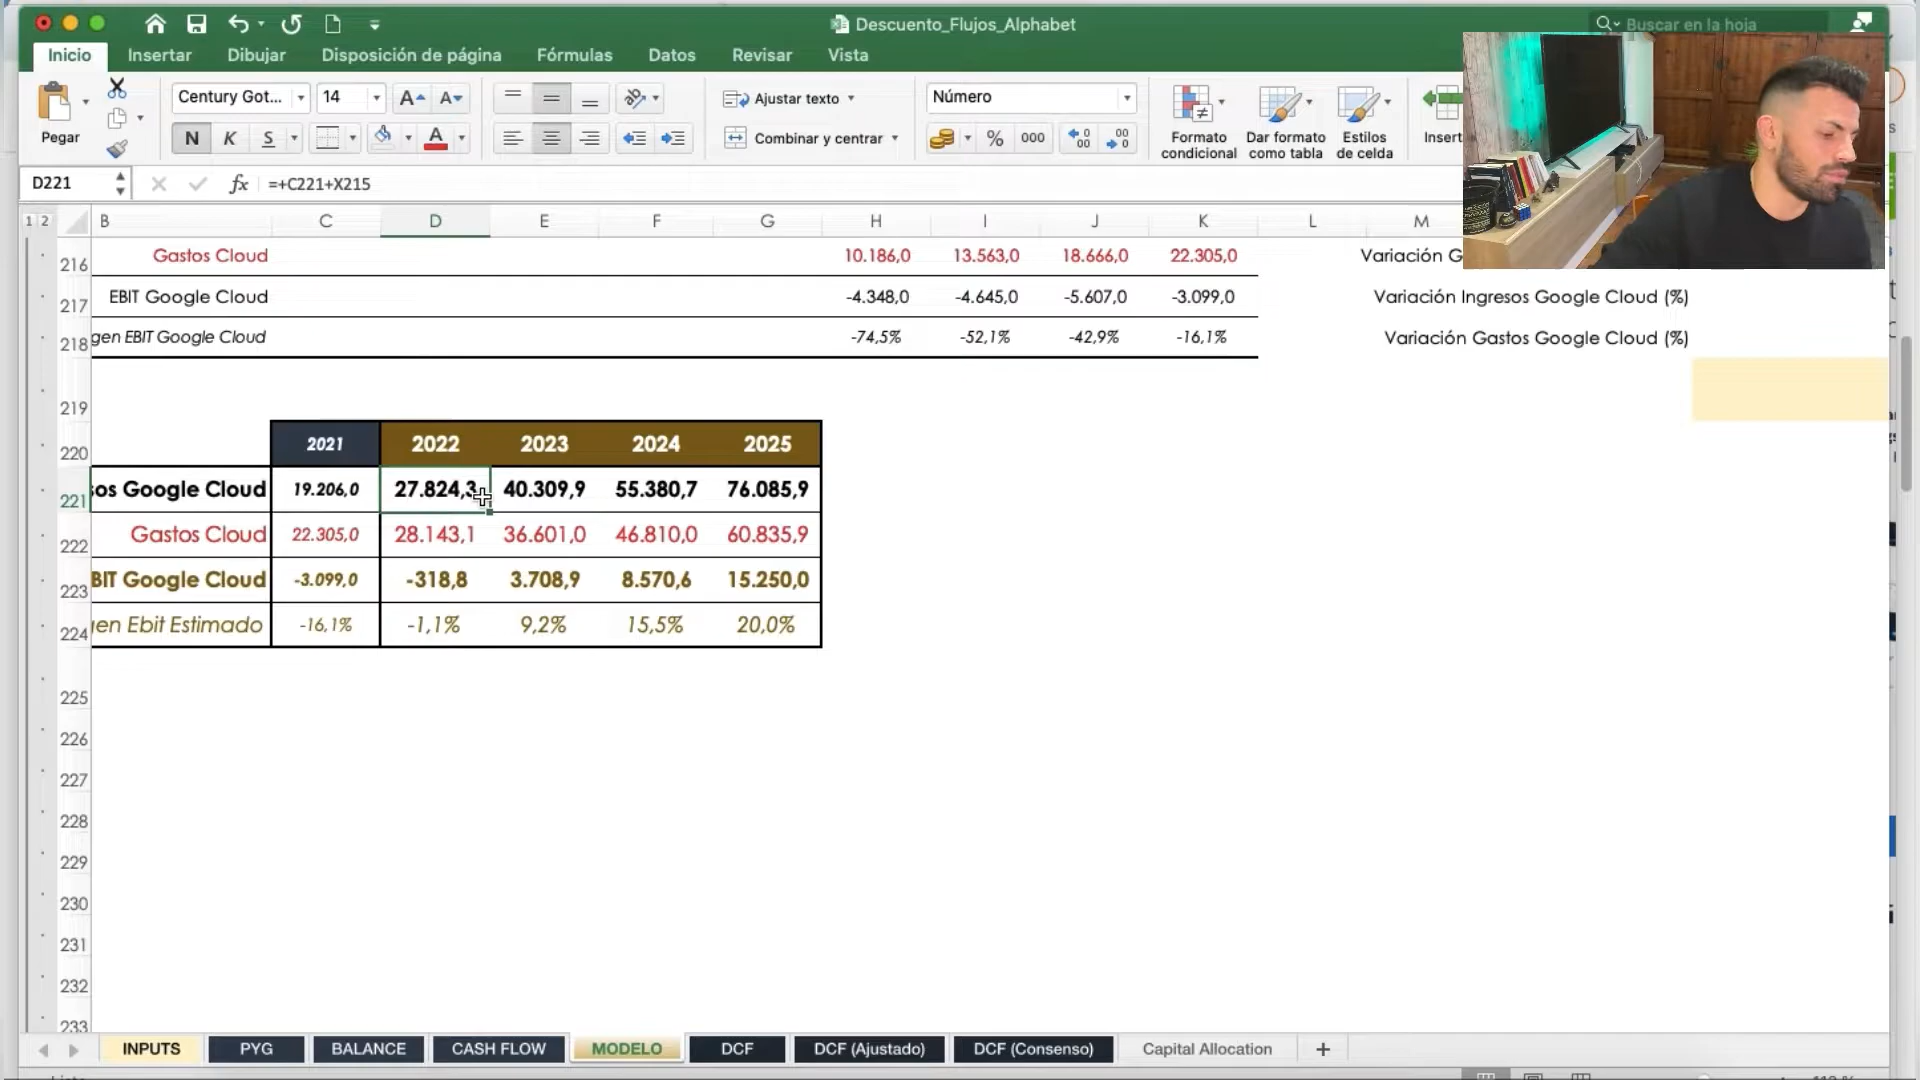 Descuento_Flujos_Alphabet
Buscar en la hoja
Inicio
Insertar
Dibujar
Disposición de página
Fórmulas
Datos
Revisar
Vista
Pegar
Century Got...
14
N
K
S
A
Ajustar texto
Combinar y centrar
Número
%
000
Formato condicional
Dar formato como tabla
Estilos de celda
Insert
D221
fx
=+C221+X215
1 2
B C D E F G H I J K L M
216 Gastos Cloud 10.186,0 13.563,0 18.666,0 22.305,0 Variación G
217 EBIT Google Cloud -4.348,0 -4.645,0 -5.607,0 -3.099,0 Variación Ingresos Google Cloud (%)
218 gen EBIT Google Cloud -74,5% -52,1% -42,9% -16,1% Variación Gastos Google Cloud (%)
219
220 2021 2022 2023 2024 2025
221 sos Google Cloud 19.206,0 27.824,3 40.309,9 55.380,7 76.085,9
222 Gastos Cloud 22.305,0 28.143,1 36.601,0 46.810,0 60.835,9
223 BIT Google Cloud -3.099,0 -318,8 3.708,9 8.570,6 15.250,0
224 gen Ebit Estimado -16,1% -1,1% 9,2% 15,5% 20,0%
225
226
227
228
229
230
231
232
233
INPUTS
PYG
BALANCE
CASH FLOW
MODELO
DCF
DCF (Ajustado)
DCF (Consenso)
Capital Allocation
+